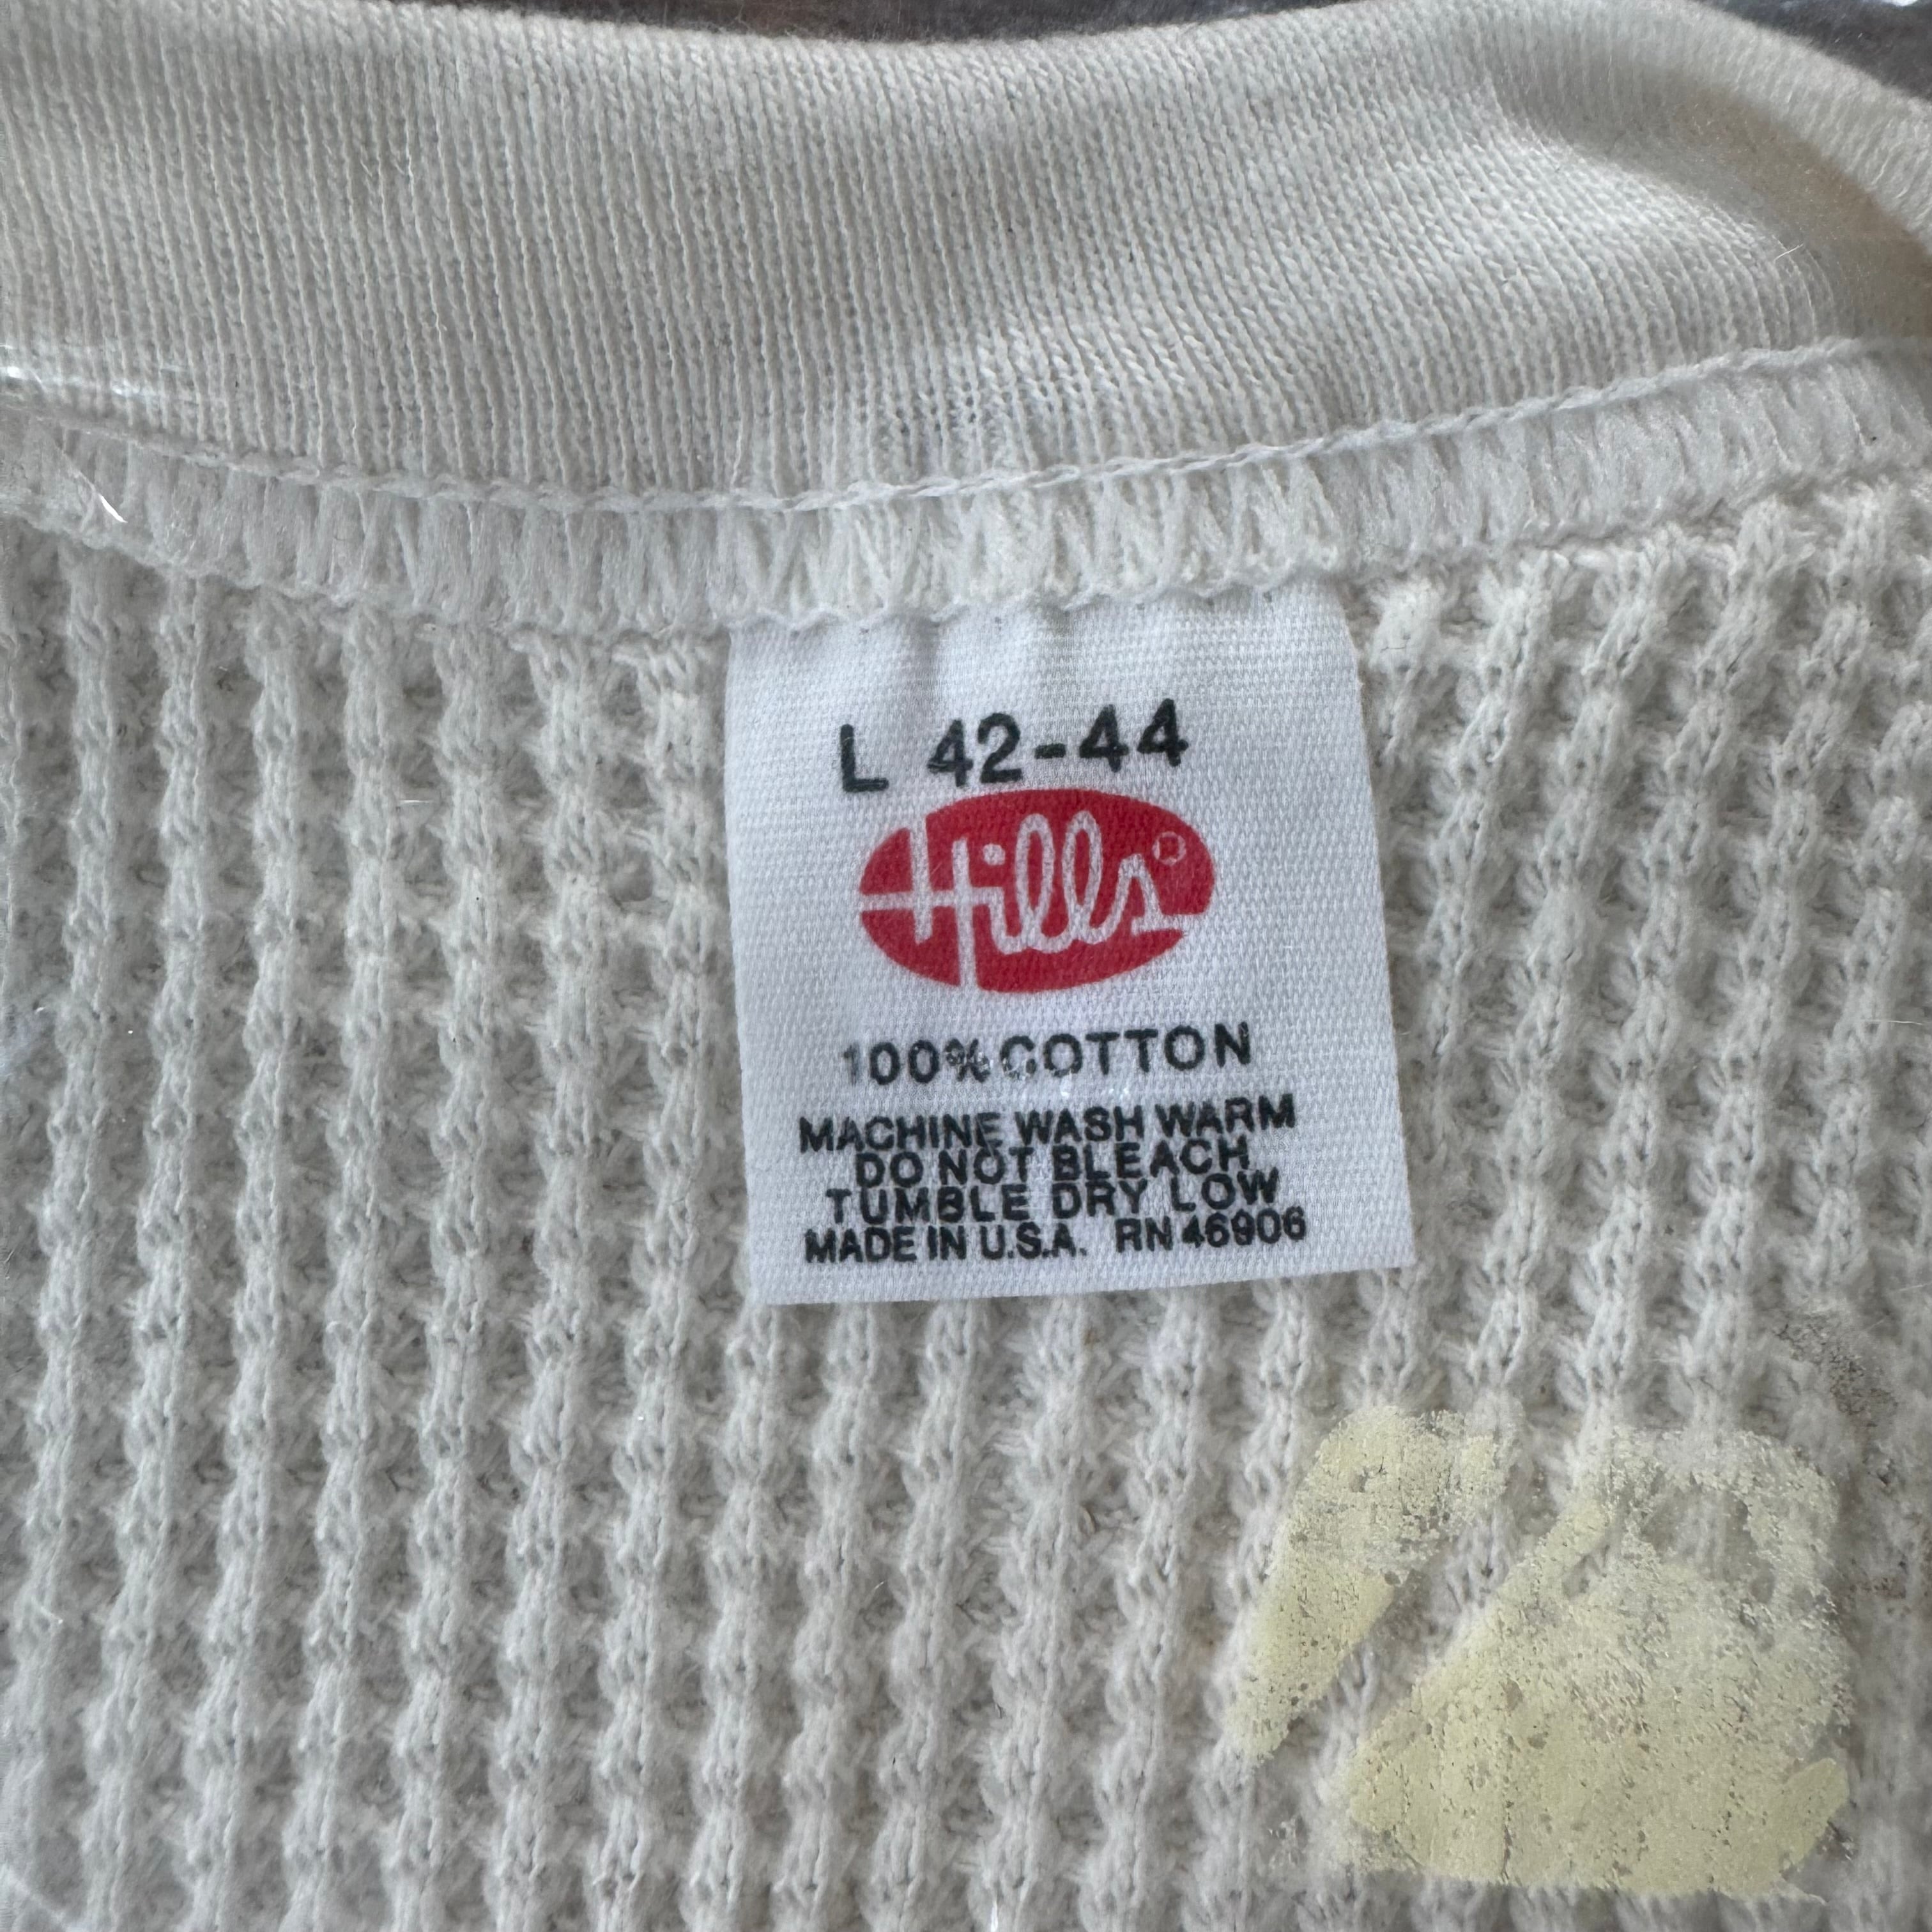 L 42-44
Hills®
100% COTTON
MACHINE WASH WARM
DO NOT BLEACH
TUMBLE DRY LOW
MADE IN U.S.A. RN 46906